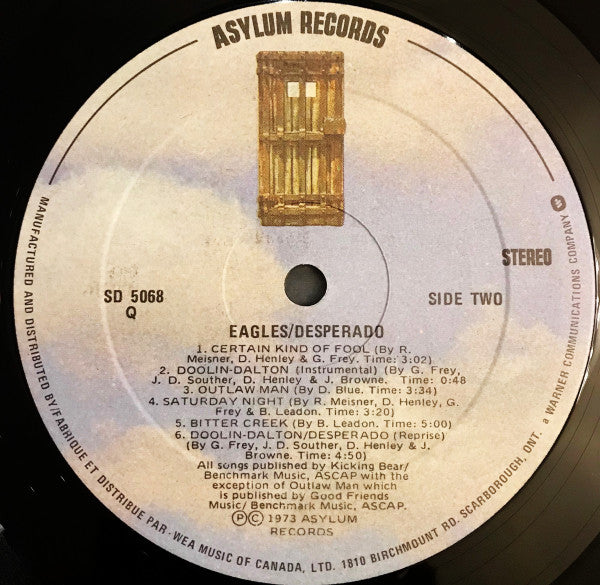 ASYLUM RECORDS
STEREO
SD 5068
Q
SIDE TWO
EAGLES/DESPERADO
1. CERTAIN KIND OF FOOL (By R.
Meisner, D. Henley & G. Frey. Time: 3:02)
2. DOOLIN-DALTON (Instrumental) (By G. Frey,
J. D. Souther, D. Henley & J. Browne. Time: 0:48
3. OUTLAW MAN (By D. Blue. Time: 3:34)
4. SATURDAY NIGHT (By R. Meisner, D. Henley, G.
Frey & B. Leadon. Time: 3:20)
5. BITTER CREEK (By B. Leadon. Time: 5:00)
6. DOOLIN-DALTON/DESPERADO (Reprise)
(By G. Frey, J. D. Souther, D. Henley & J.
Browne. Time: 4:50)
All songs published by Kicking Bear/
Benchmark Music, ASCAP with the
exception of Outlaw Man which
is published by Good Friends
Music/Benchmark Music, ASCAP.
Ⓟ©1973 ASYLUM
RECORDS
MANUFACTURED AND DISTRIBUTED BY/FABRIQUE ET DISTRIBUE PAR - WEA MUSIC OF CANADA, LTD. 1810 BIRCHMOUNT RD. SCARBOROUGH, ONT. a WARNER COMMUNICATIONS COMPANY